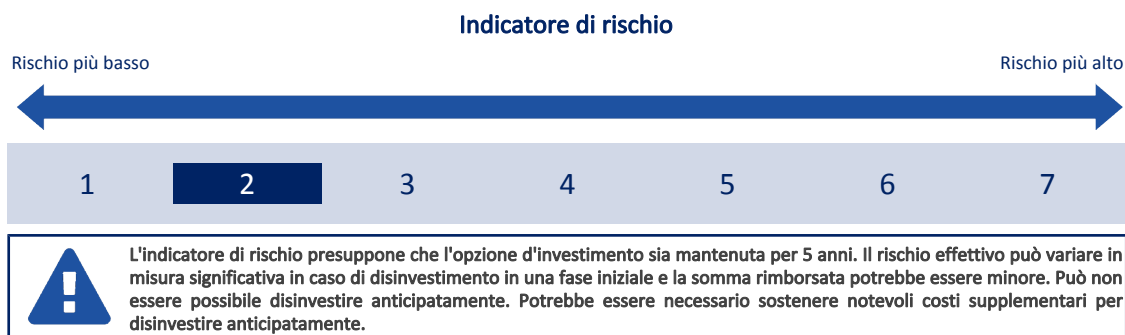 Indicatore di rischio
Rischio più basso
Rischio più alto
1 2 3 4 5 6 7
L'indicatore di rischio presuppone che l'opzione d'investimento sia mantenuta per 5 anni. Il rischio effettivo può variare in
misura significativa in caso di disinvestimento in una fase iniziale e la somma rimborsata potrebbe essere minore. Può non
essere possibile disinvestire anticipatamente. Potrebbe essere necessario sostenere notevoli costi supplementari per
disinvestire anticipatamente.